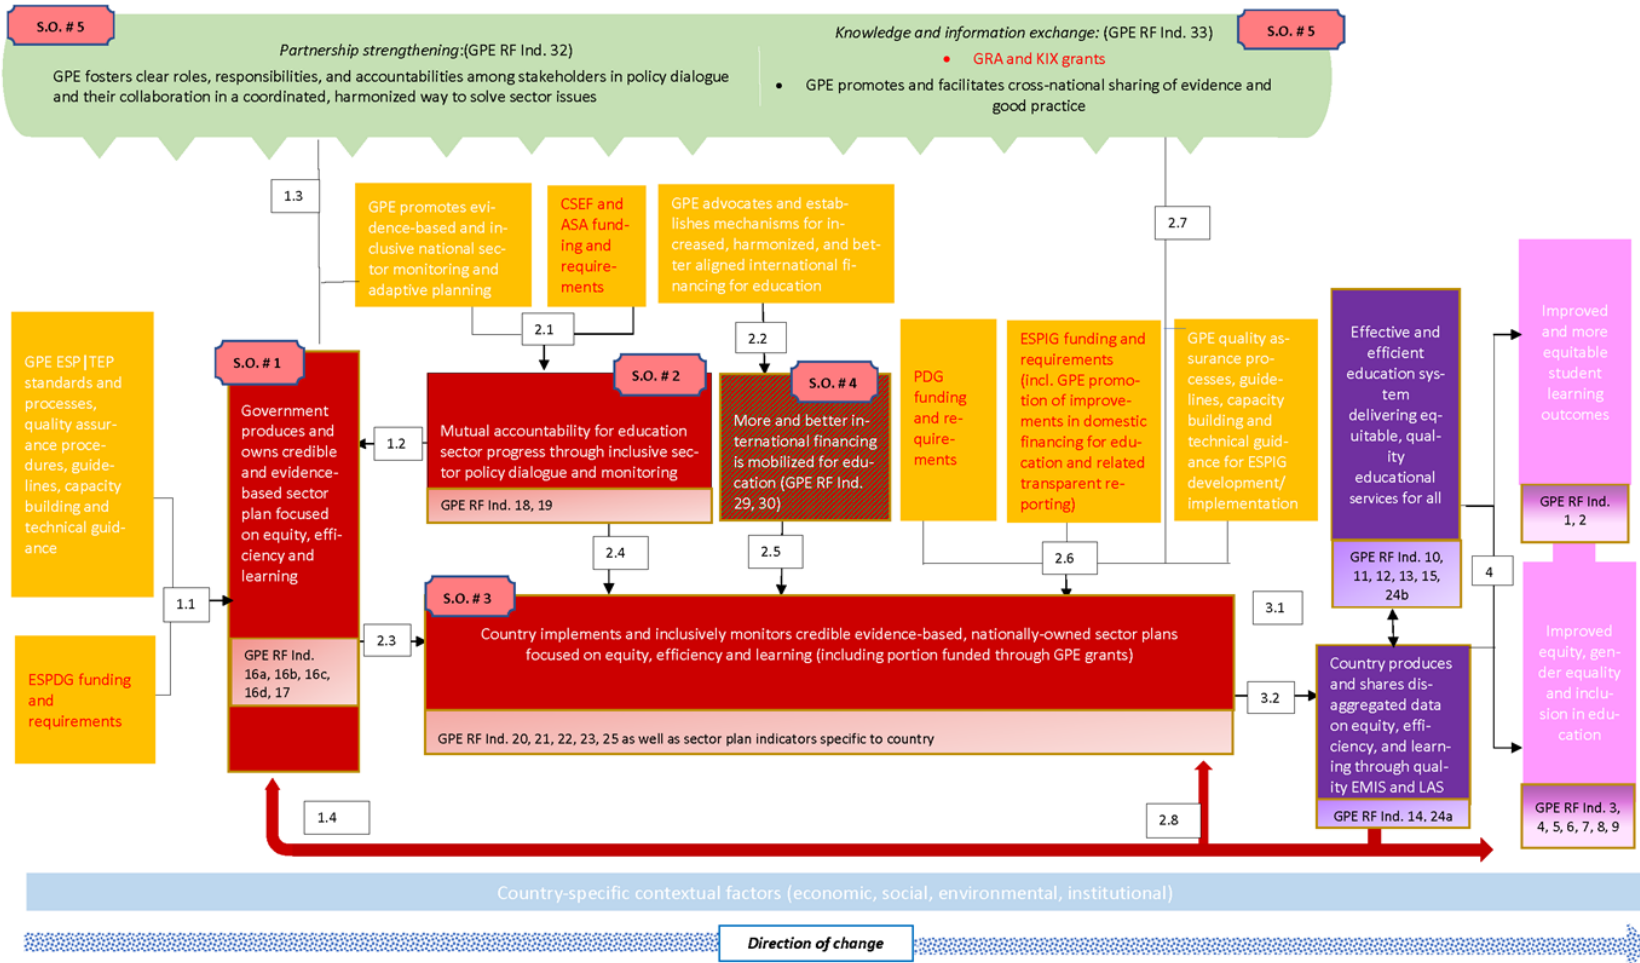 S.O. # 5
Partnership strengthening:(GPE RF Ind. 32)
GPE fosters clear roles, responsibilities, and accountabilities among stakeholders in policy dialogue
and their collaboration in a coordinated, harmonized way to solve sector issues
Knowledge and information exchange: (GPE RF Ind. 33)
• GRA and KIX grants
• GPE promotes and facilitates cross-national sharing of evidence and
good practice
S.O. # 5
1.3
GPE promotes evi-
dence-based and in-
clusive national sec-
tor monitoring and
adaptive planning
CSEF and
ASA fund-
ing and
require-
ments
GPE advocates and estab-
lishes mechanisms for in-
creased, harmonized, and bet-
ter aligned international fi-
nancing for education
2.7
2.1
2.2
GPE ESP|TEP
standards and
processes,
quality assur-
ance proce-
dures, guide-
lines, capacity
building and
technical guid-
ance
ESPDG funding
and
requirements
1.1
S.O. # 1
Government
produces and
owns credible
and evidence-
based sector
plan focused
on equity, effi-
ciency and
learning
GPE RF Ind.
16a, 16b, 16c,
16d, 17
1.2
S.O. # 2
Mutual accountability for education
sector progress through inclusive sec-
tor policy dialogue and monitoring
GPE RF Ind. 18, 19
S.O. # 4
More and better in-
ternational financing
is mobilized for edu-
cation (GPE RF Ind.
29, 30)
PDG
funding
and re-
quire-
ments
ESPIG funding and
requirements
(incl. GPE promo-
tion of improve-
ments in domestic
financing for edu-
cation and related
transparent re-
porting)
GPE quality as-
surance pro-
cesses, guide-
lines, capacity
building and
technical guid-
ance for ESPIG
development/
implementation
2.4
2.5
2.6
2.3
S.O. # 3
Country implements and inclusively monitors credible evidence-based, nationally-owned sector plans
focused on equity, efficiency and learning (including portion funded through GPE grants)
GPE RF Ind. 20, 21, 22, 23, 25 as well as sector plan indicators specific to country
3.1
3.2
Effective and
efficient
education sys-
tem
delivering eq-
uitable, qual-
ity
educational
services for all
GPE RF Ind. 10,
11, 12, 13, 15,
24b
Country produces
and shares dis-
aggregated data
on equity, effi-
ciency, and learn-
ing through qual-
ity EMIS and LAS
GPE RF Ind. 14, 24a
4
Improved
and more
equitable
student
learning
outcomes
GPE RF Ind.
1, 2
Improved
equity, gen-
der equality
and inclu-
sion in edu-
cation
GPE RF Ind. 3,
4, 5, 6, 7, 8, 9
1.4
2.8
Country-specific contextual factors (economic, social, environmental, institutional)
Direction of change